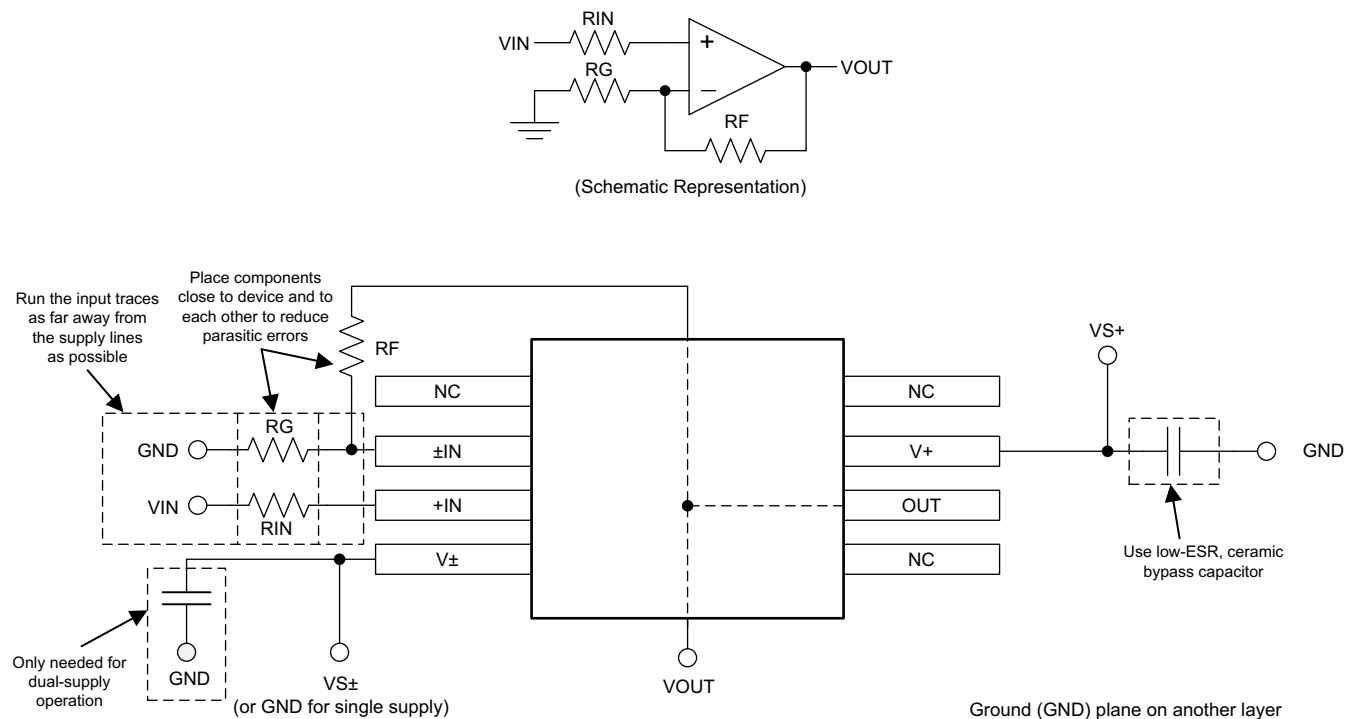 RIN
VIN
+
RG
VOUT
−
RF
(Schematic Representation)
Place components
close to device and to
each other to reduce
parasitic errors
Run the input traces
as far away from
the supply lines
as possible
RF
VS+
NC
NC
RG
GND
±IN
V+
GND
VIN
+IN
OUT
RIN
V±
NC
Use low-ESR, ceramic
bypass capacitor
Only needed for
dual-supply
operation
GND
VS±
(or GND for single supply)
VOUT
Ground (GND) plane on another layer